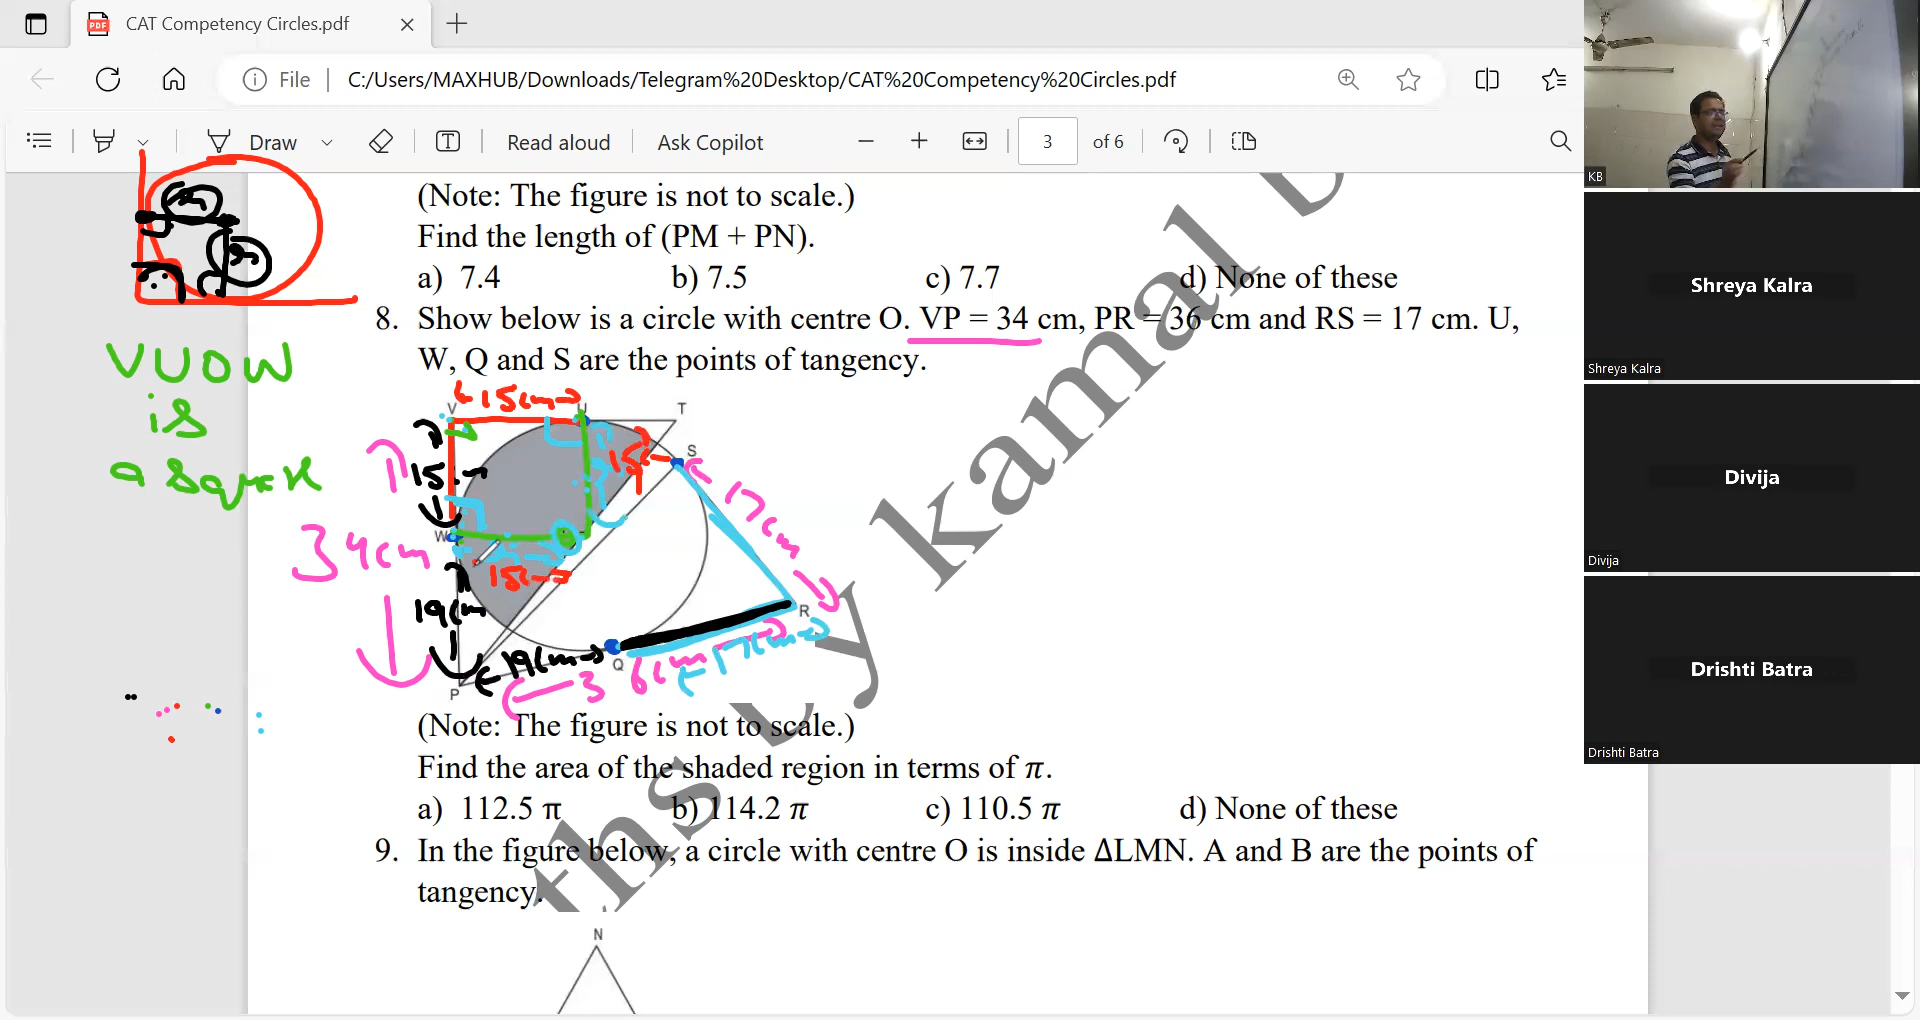 CAT Competency Circles.pdf
File | C:/Users/MAXHUB/Downloads/Telegram%20Desktop/CAT%20Competency%20Circles.pdf
Draw Read aloud Ask Copilot 3 of 6
(Note: The figure is not to scale.)
Find the length of (PM + PN).
a) 7.4 b) 7.5 c) 7.7 d) None of these
8. Show below is a circle with centre O. VP = 34 cm, PR = 36 cm and RS = 17 cm. U,
W, Q and S are the points of tangency.
VUOW
is
a square
34cm
V U T
15cm
15cm
15cm
S
17cm
W
15cm
19cm
R
17cm
19cm
Q
36cm
P
(Note: The figure is not to scale.)
Find the area of the shaded region in terms of π.
a) 112.5 π b) 114.2 π c) 110.5 π d) None of these
9. In the figure below, a circle with centre O is inside ΔLMN. A and B are the points of
tangency.
N
ths by kamal
KB
Shreya Kalra
Shreya Kalra
Divija
Divija
Drishti Batra
Drishti Batra